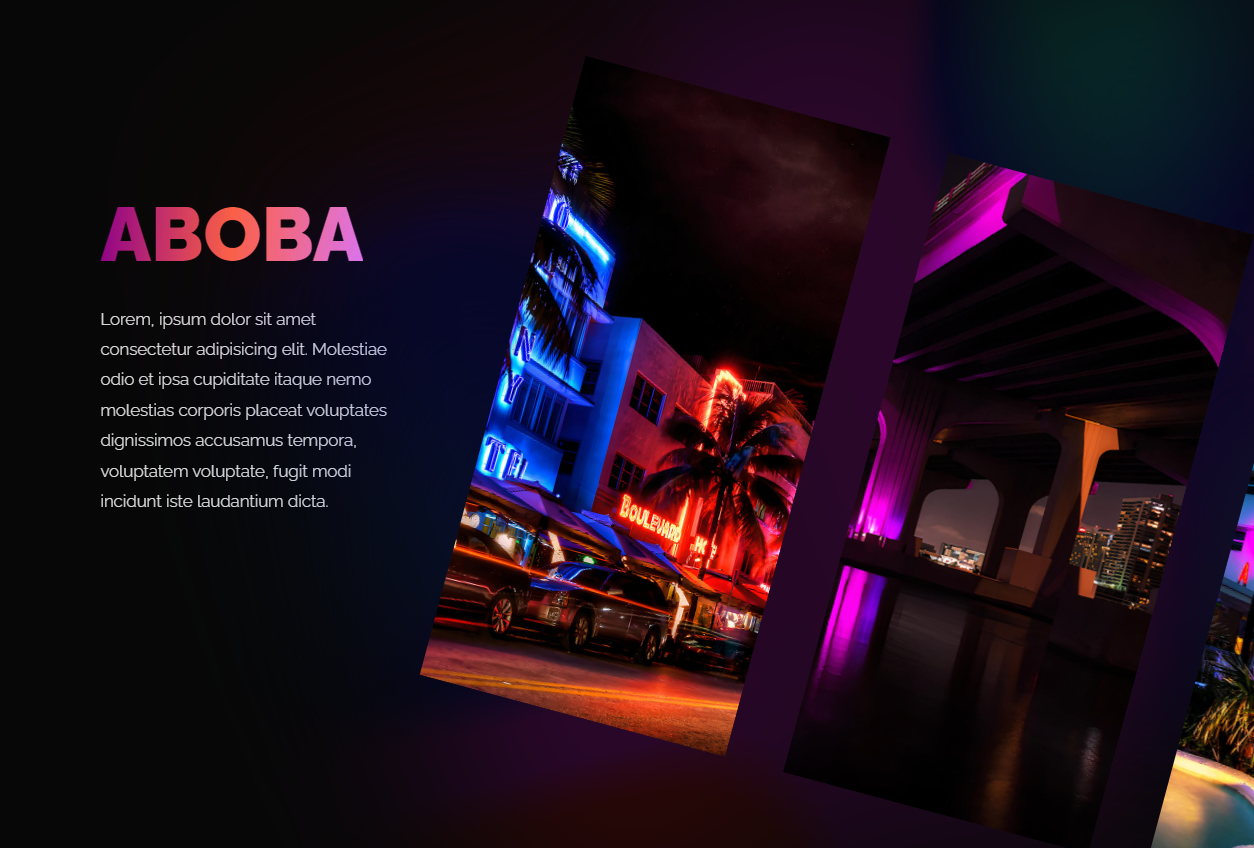 ABOBA
Lorem, ipsum dolor sit amet
consectetur adipisicing elit. Molestiae
odio et ipsa cupiditate itaque nemo
molestias corporis placeat voluptates
dignissimos accusamus tempora,
voluptatem voluptate, fugit modi
incidunt iste laudantium dicta.
BOULEVARD